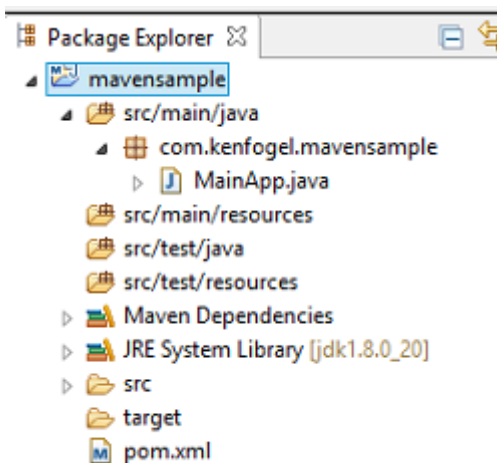 Package Explorer
mavensample
src/main/java
com.kenfogel.mavensample
MainApp.java
src/main/resources
src/test/java
src/test/resources
Maven Dependencies
JRE System Library [jdk1.8.0_20]
src
target
pom.xml